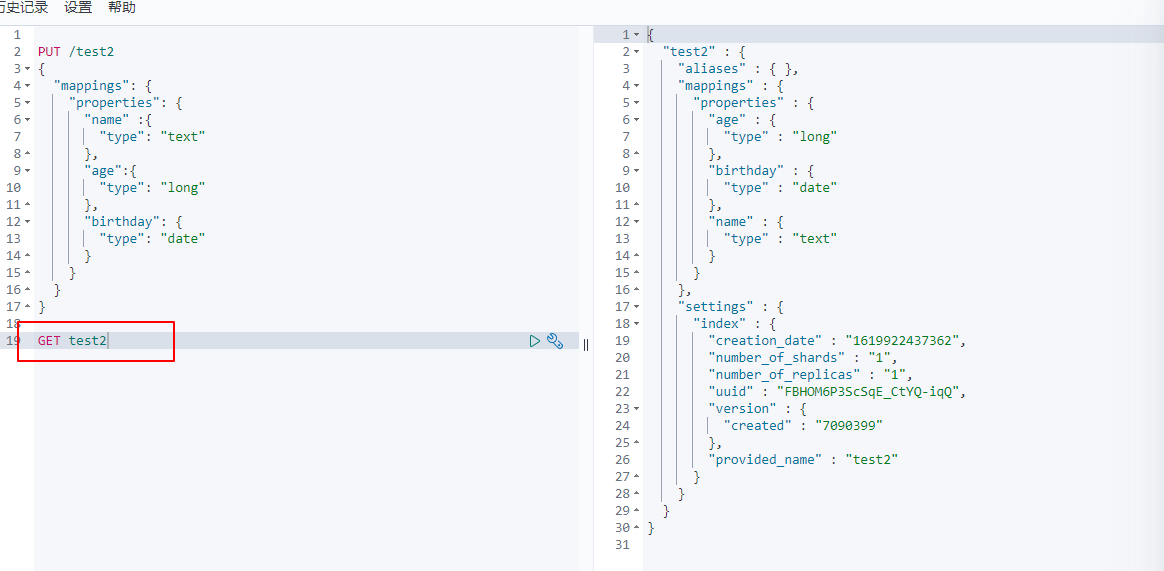 历史记录 设置 帮助
1
2 PUT /test2
3 {
4 "mappings": {
5 "properties": {
6 "name" :{
7 "type": "text"
8 },
9 "age":{
10 "type": "long"
11 },
12 "birthday": {
13 "type": "date"
14 }
15 }
16 }
17 }
18
19 GET test2
1 {
2 "test2" : {
3 "aliases" : { },
4 "mappings" : {
5 "properties" : {
6 "age" : {
7 "type" : "long"
8 },
9 "birthday" : {
10 "type" : "date"
11 },
12 "name" : {
13 "type" : "text"
14 }
15 }
16 },
17 "settings" : {
18 "index" : {
19 "creation_date" : "1619922437362",
20 "number_of_shards" : "1",
21 "number_of_replicas" : "1",
22 "uuid" : "FBHOM6P3ScSqE_CtYQ-iqQ",
23 "version" : {
24 "created" : "7090399"
25 },
26 "provided_name" : "test2"
27 }
28 }
29 }
30 }
31